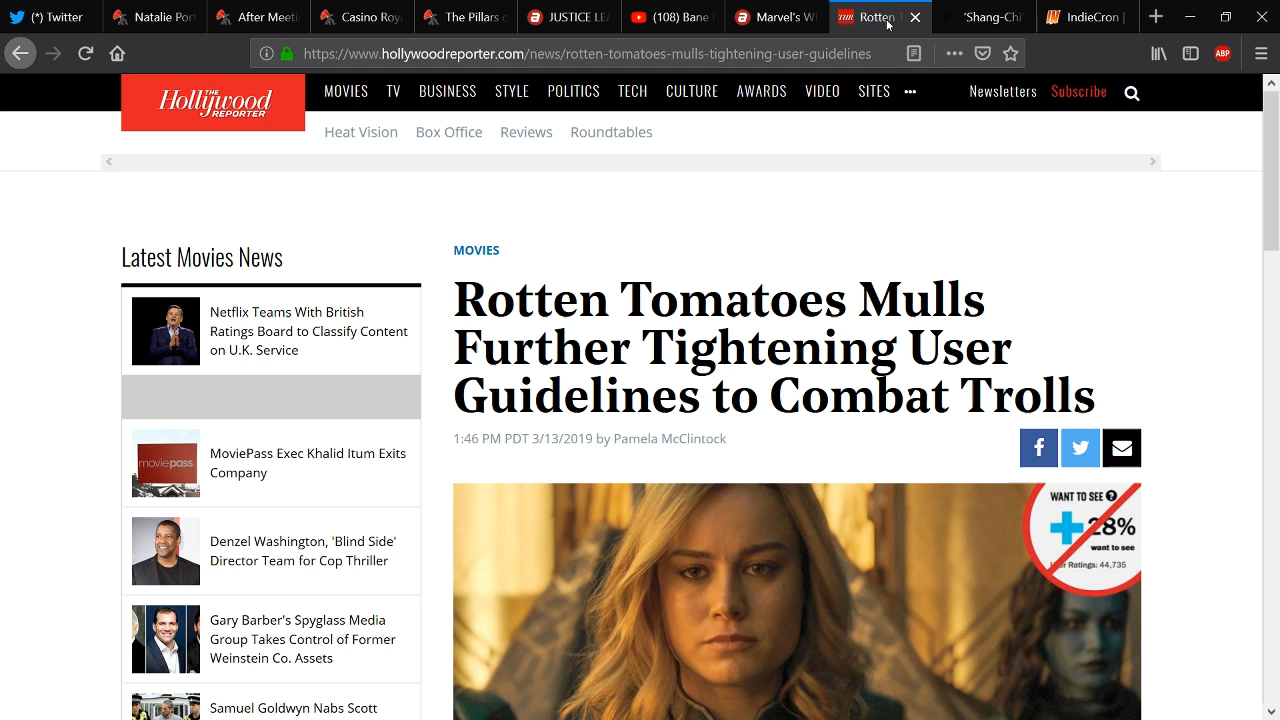 (*) Twitter
Natalie Port
After Meeti
Casino Roya
The Pillars o
JUSTICE LEA
(108) Bane
Marvel's Wh
Rotten T
'Shang-Chi'
IndieCron |
https://www.hollywoodreporter.com/news/rotten-tomatoes-mulls-tightening-user-guidelines
ABP
THE
Hollywood
REPORTER
MOVIES TV BUSINESS STYLE POLITICS TECH CULTURE AWARDS VIDEO SITES ••• Newsletters Subscribe
Heat Vision Box Office Reviews Roundtables
Latest Movies News
Netflix Teams With British
Ratings Board to Classify Content
on U.K. Service
moviepass
MoviePass Exec Khalid Itum Exits
Company
Denzel Washington, 'Blind Side'
Director Team for Cop Thriller
Gary Barber's Spyglass Media
Group Takes Control of Former
Weinstein Co. Assets
Samuel Goldwyn Nabs Scott
MOVIES
Rotten Tomatoes Mulls
Further Tightening User
Guidelines to Combat Trolls
1:46 PM PDT 3/13/2019 by Pamela McClintock
WANT TO SEE ?
28%
want to see
User Ratings: 44,735